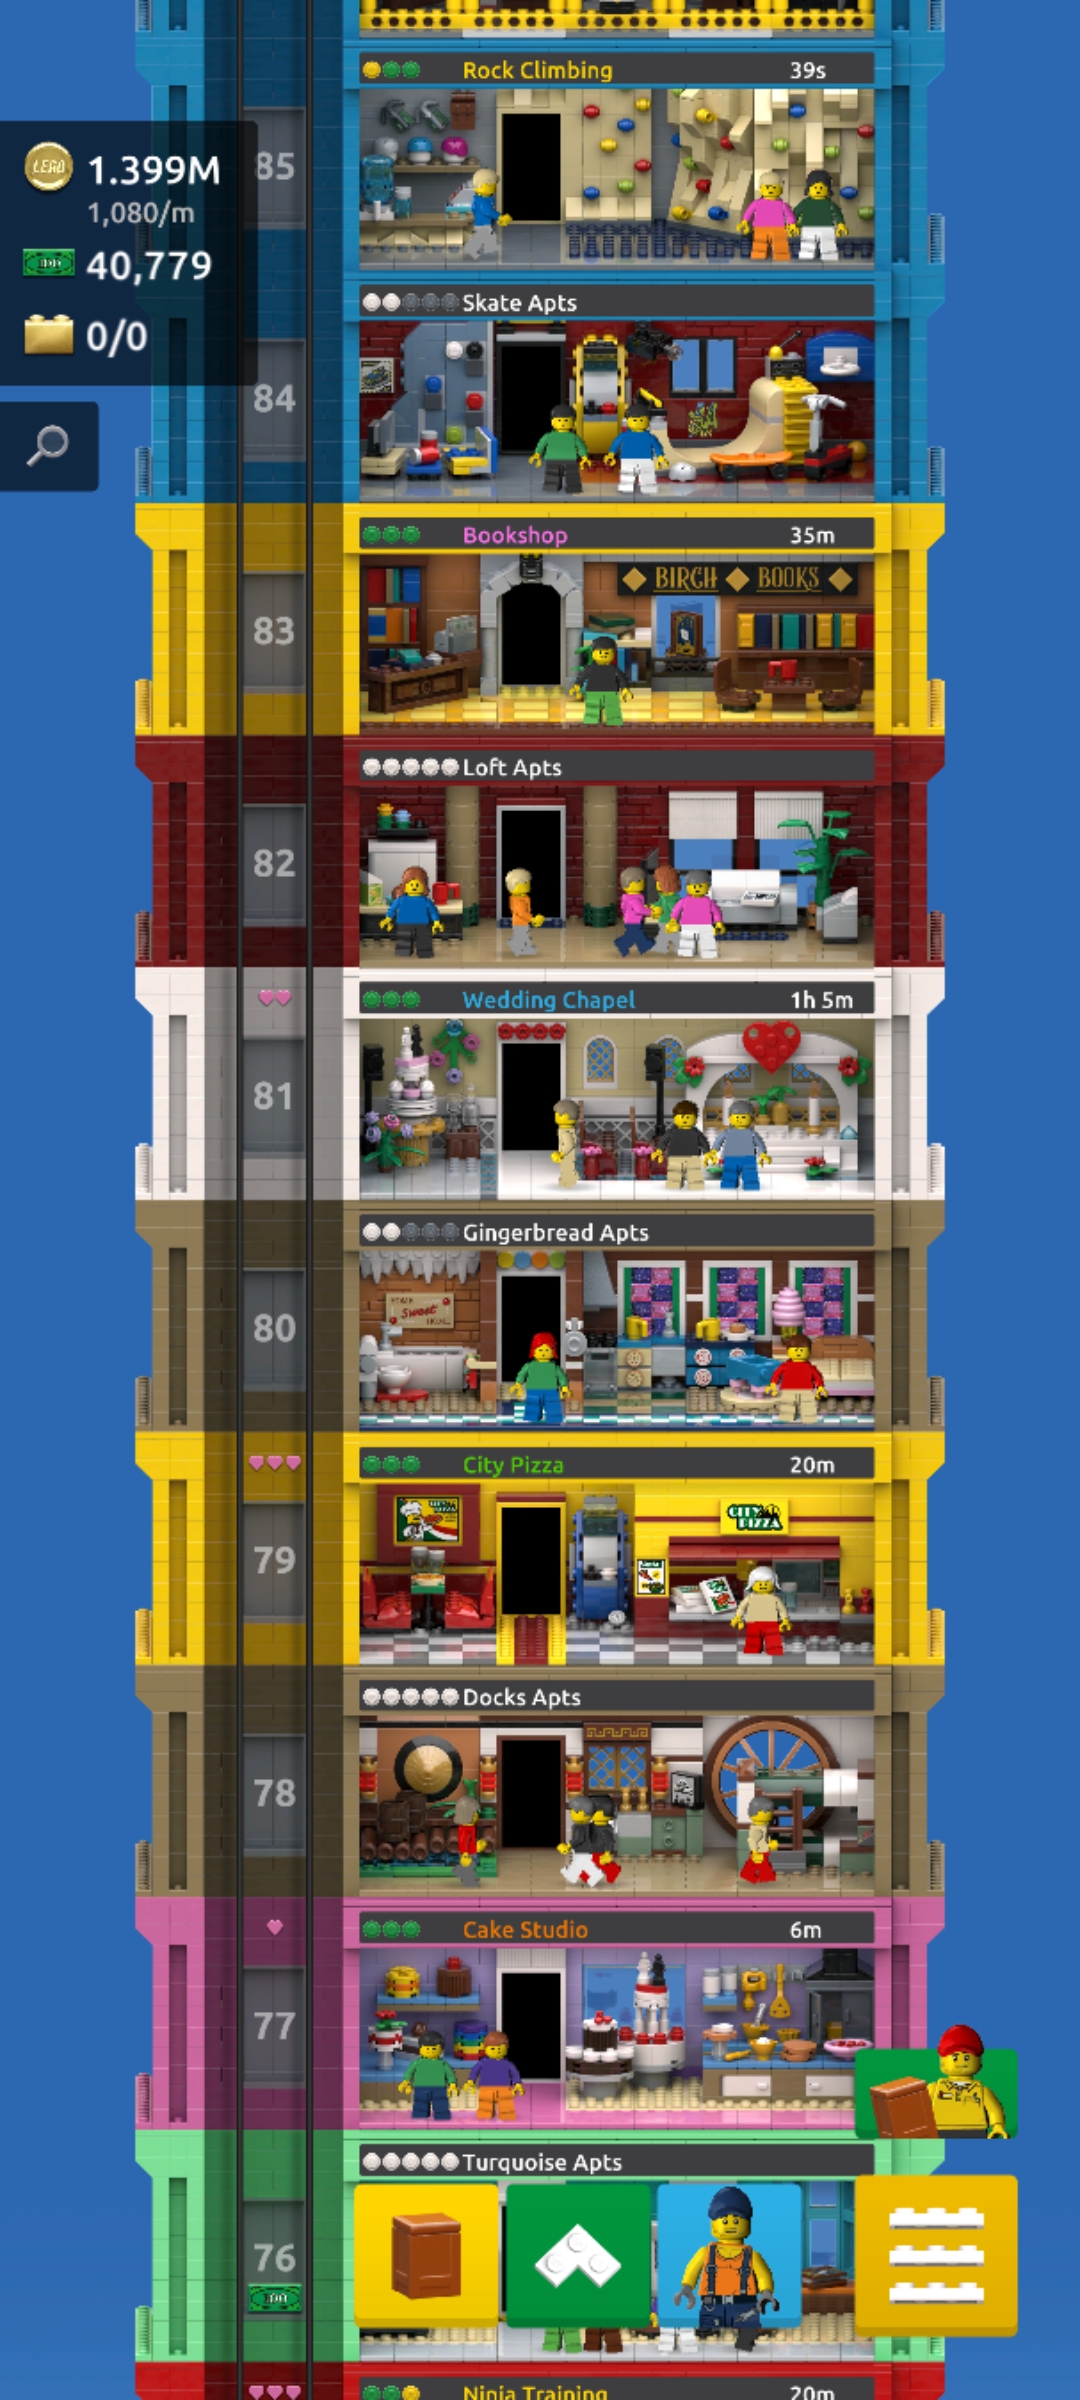 Rock Climbing 39s
LEGO 1.399M
85
1,080/m
40,779
Skate Apts
0/0
84
Bookshop 35m
BIRCH BOOKS
83
Loft Apts
82
Wedding Chapel 1h 5m
81
Gingerbread Apts
Sweet
80
City Pizza 20m
CITY PIZZA
79
Docks Apts
78
Cake Studio 6m
77
Turquoise Apts
76
Ninja Training 20m